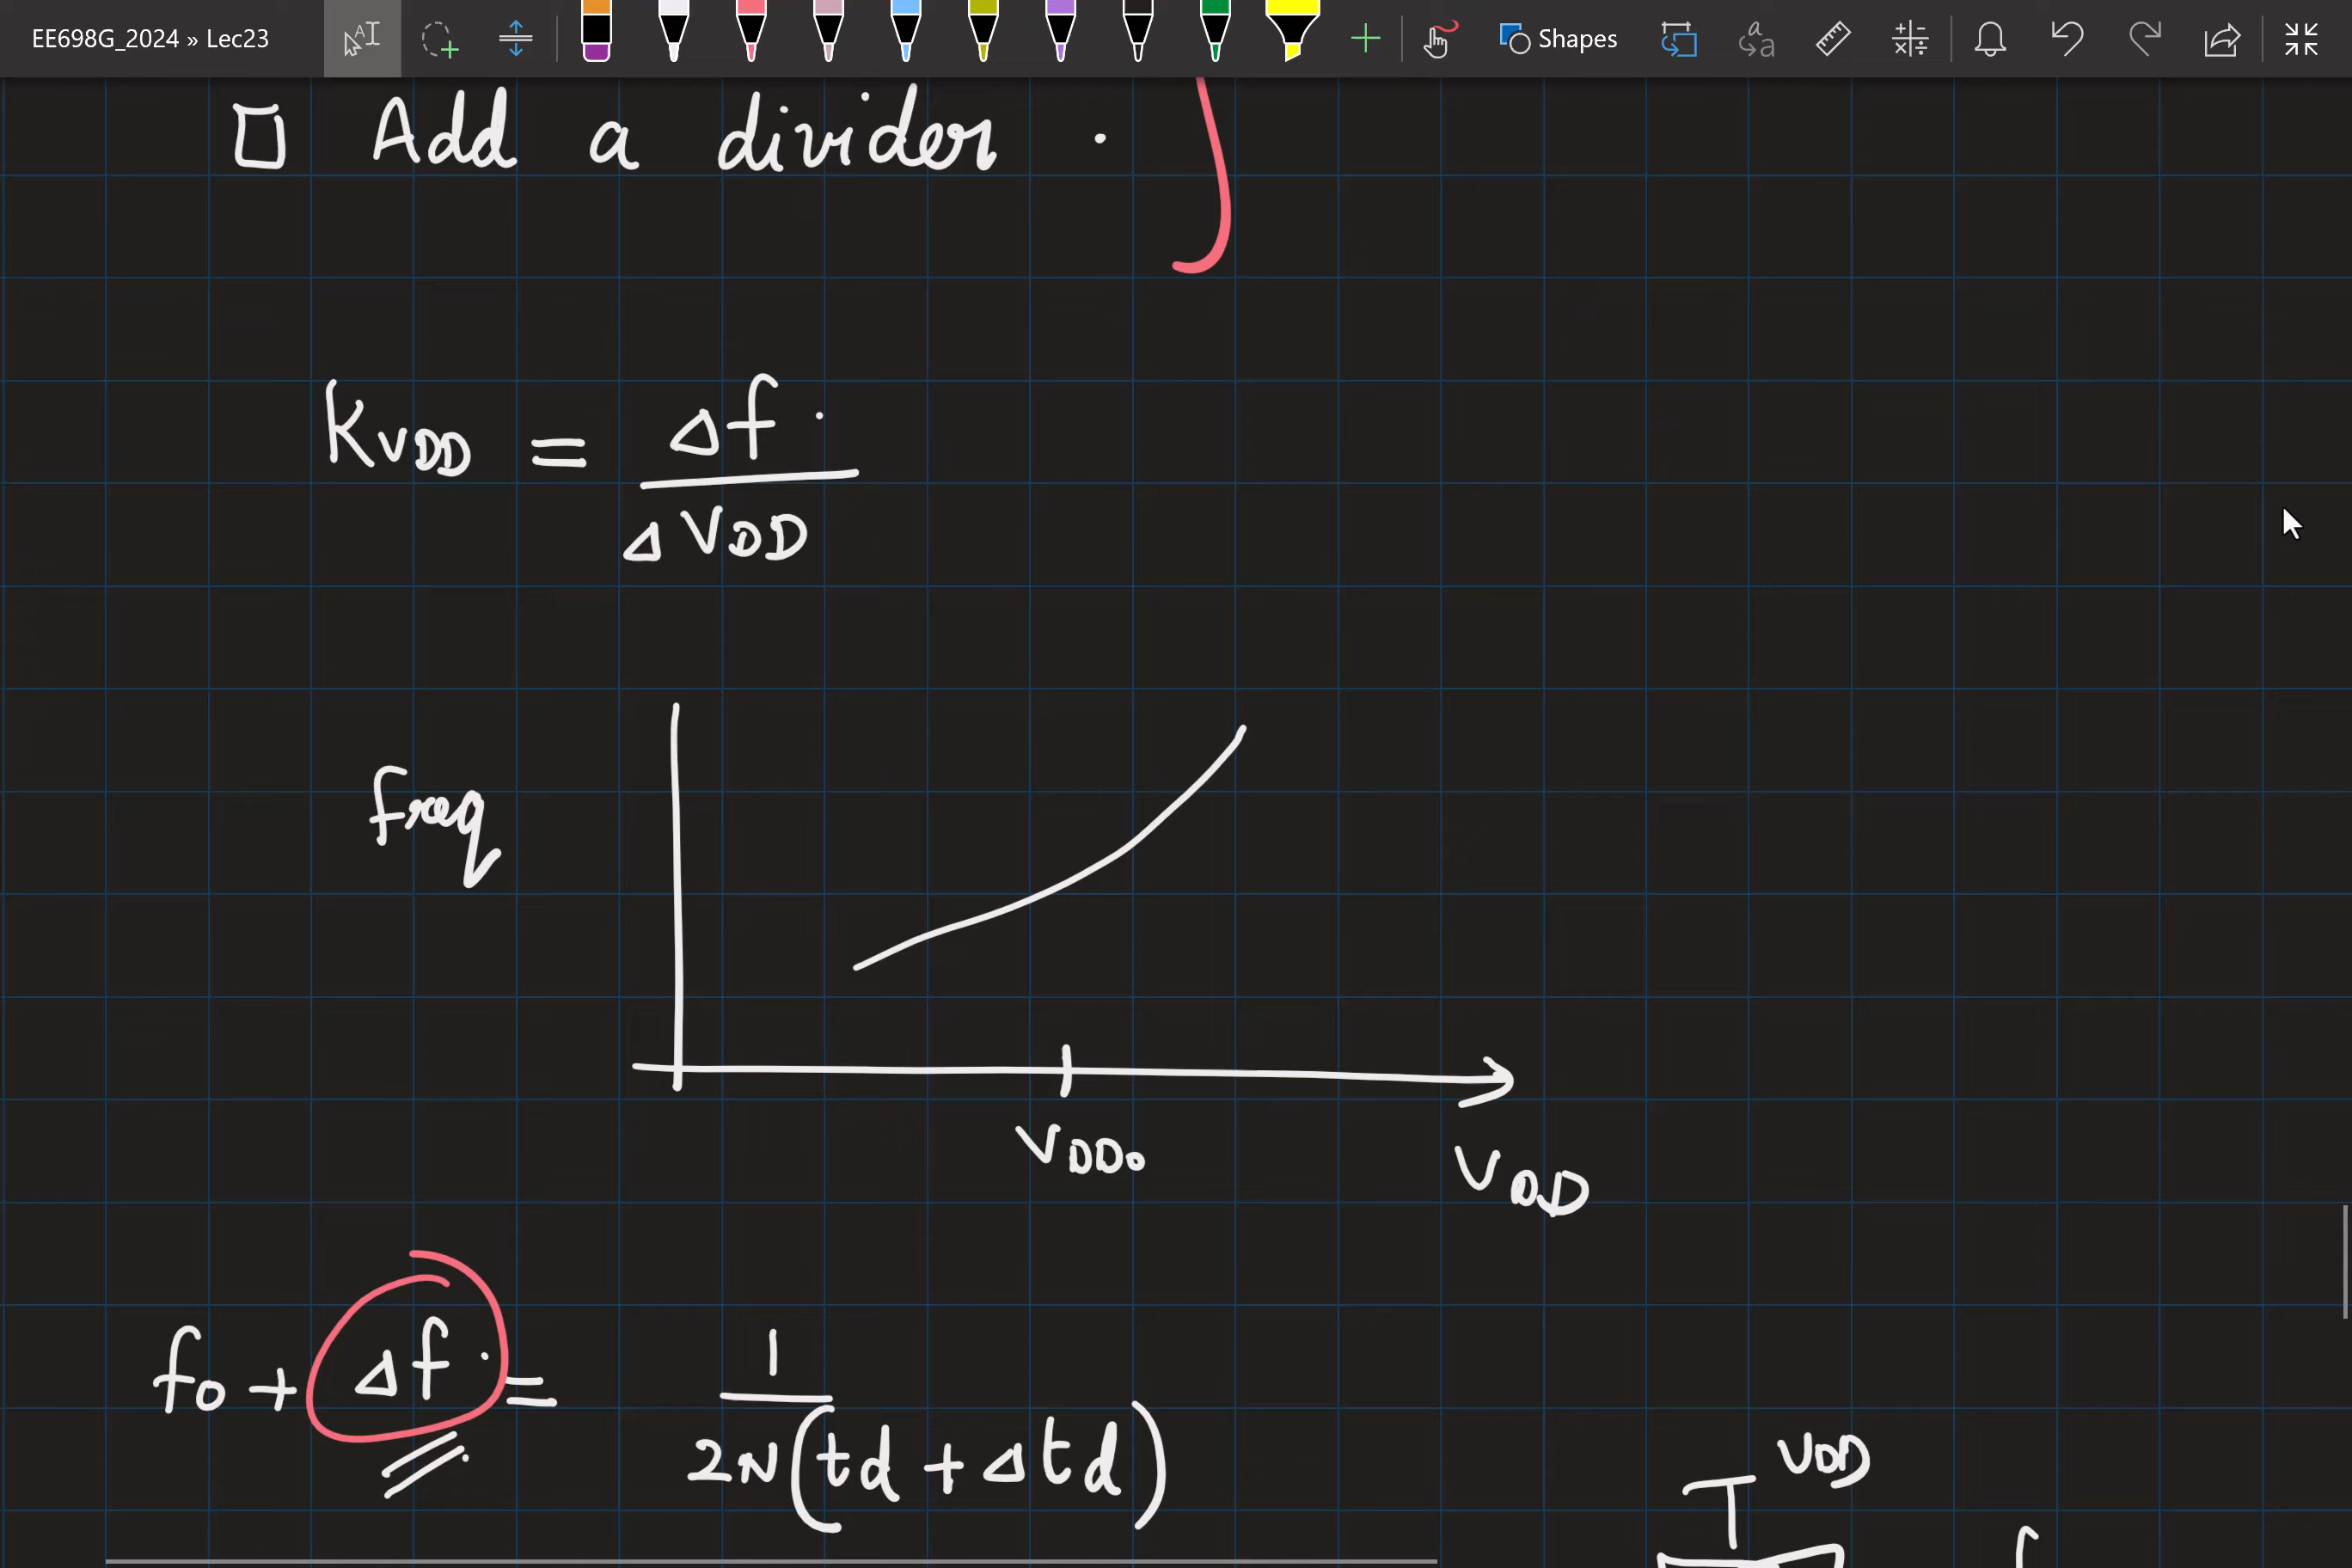 EE698G_2024 » Lec23
Shapes
Add a divider.
KVDD = Δf
ΔVDD
freq
VDD0
VDD
f0 + Δf = 1
2N(td + Δtd)
VDD